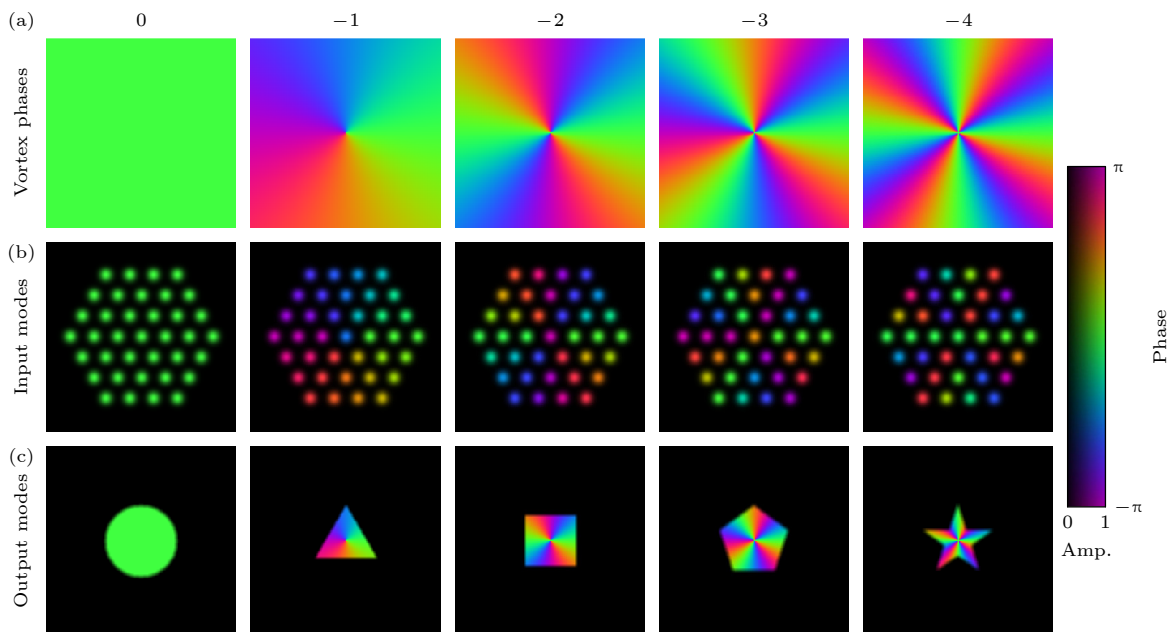 (a) 0 −1 −2 −3 −4
Vortex phases
π
(b)
Input modes
Phase
(c)
Output modes
−π
0 1
Amp.